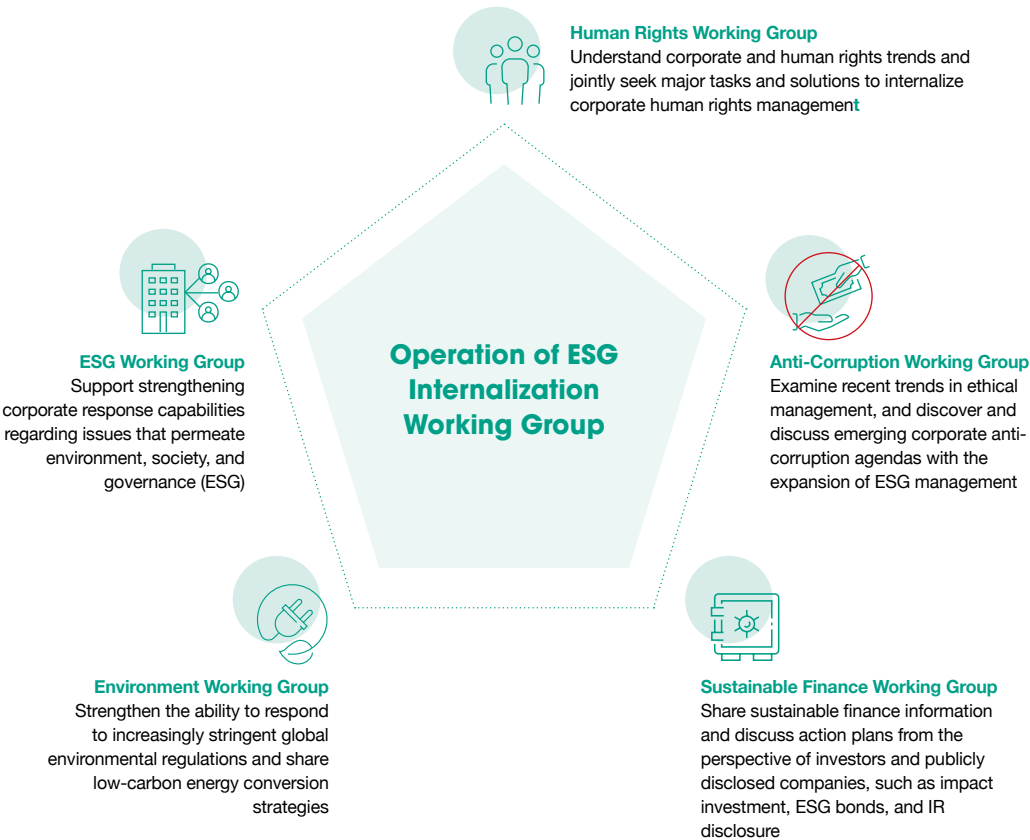 Human Rights Working Group
Understand corporate and human rights trends and
jointly seek major tasks and solutions to internalize
corporate human rights management
ESG Working Group
Support strengthening
corporate response capabilities
regarding issues that permeate
environment, society, and
governance (ESG)
Operation of ESG
Internalization
Working Group
Anti-Corruption Working Group
Examine recent trends in ethical
management, and discover and
discuss emerging corporate anti-
corruption agendas with the
expansion of ESG management
Environment Working Group
Strengthen the ability to respond
to increasingly stringent global
environmental regulations and share
low-carbon energy conversion
strategies
Sustainable Finance Working Group
Share sustainable finance information
and discuss action plans from the
perspective of investors and publicly
disclosed companies, such as impact
investment, ESG bonds, and IR
disclosure